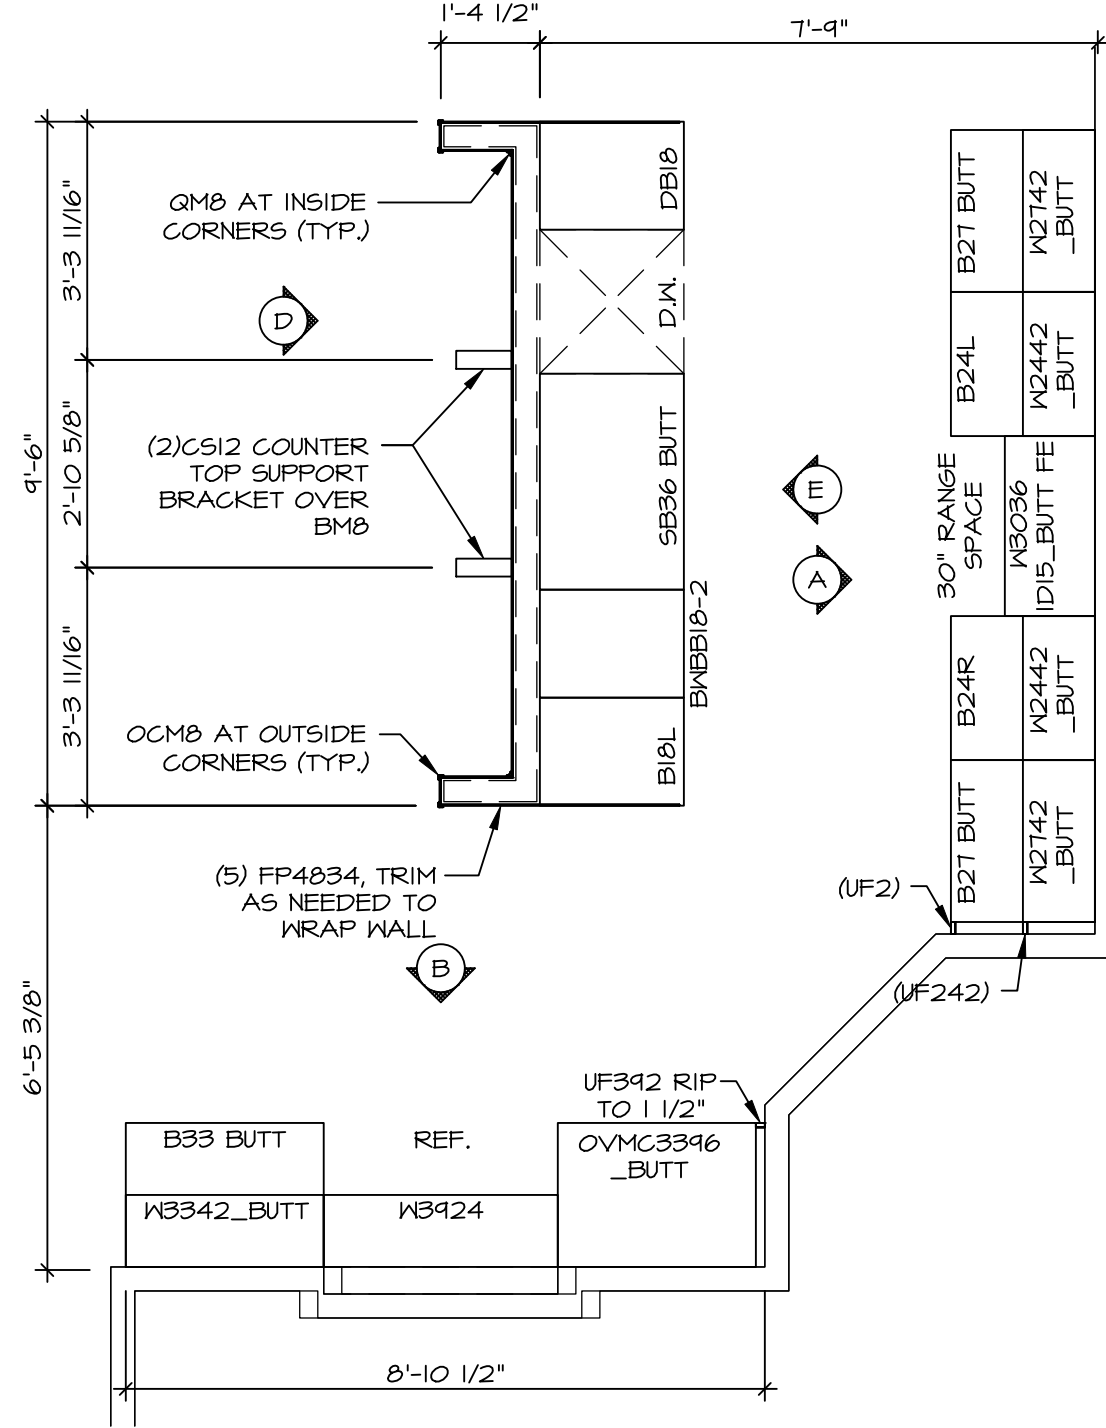 1'-4 1/2"
7'-9"
QM8 AT INSIDE
CORNERS (TYP.)
DB18
B27 BUTT
W2742
_BUTT
3'-3 11/16"
D
D.W.
B24L
W2442
_BUTT
9'-6"
2'-10 5/8"
(2)CS12 COUNTER
TOP SUPPORT
BRACKET OVER
BM8
SB36 BUTT
E
A
30" RANGE
SPACE
W3036
1D15_BUTT FE
BWBB18-2
B24R
W2442
_BUTT
3'-3 11/16"
OCM8 AT OUTSIDE
CORNERS (TYP.)
B18L
B27 BUTT
W2742
_BUTT
(5) FP4834, TRIM
AS NEEDED TO
WRAP WALL
(UF2)
B
(UF242)
6'-5 3/8"
UF392 RIP
TO 1 1/2"
B33 BUTT
REF.
OVMC3396
_BUTT
W3342_BUTT
W3924
8'-10 1/2"